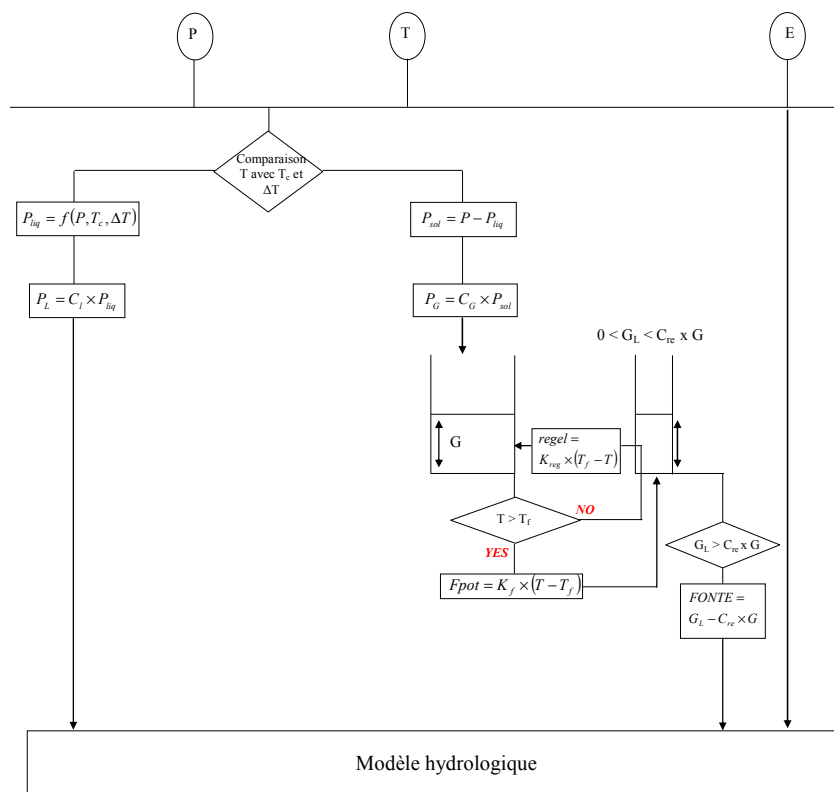 P
T
E
Comparaison
T avec T_c et
ΔT
P_liq = f(P, T_c, ΔT)
P_sol = P − P_liq
P_L = C_l × P_liq
P_G = C_G × P_sol
0 < G_L < C_re x G
G
regel =
K_reg × (T_f − T)
T > T_f
NO
YES
G_L > C_re x G
Fpot = K_f × (T − T_f)
FONTE =
G_L − C_re × G
Modèle hydrologique